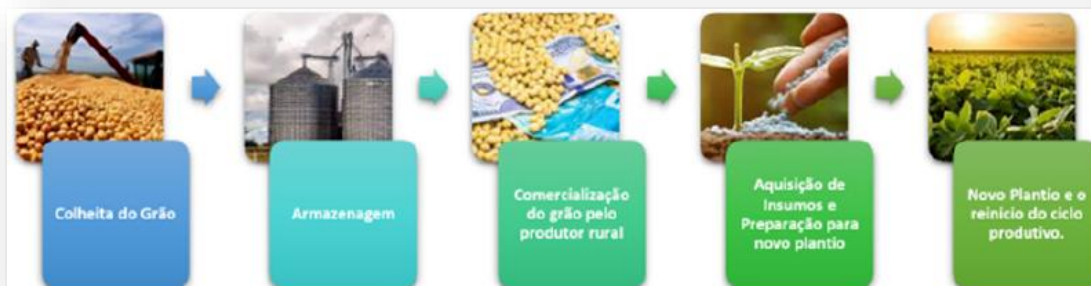 Colheita do Grão
Armazenagem
Comercialização
do grão pelo
produtor rural
Aquisição de
Insumos e
Preparação para
novo plantio
Novo Plantio e o
reinicio do ciclo
produtivo.